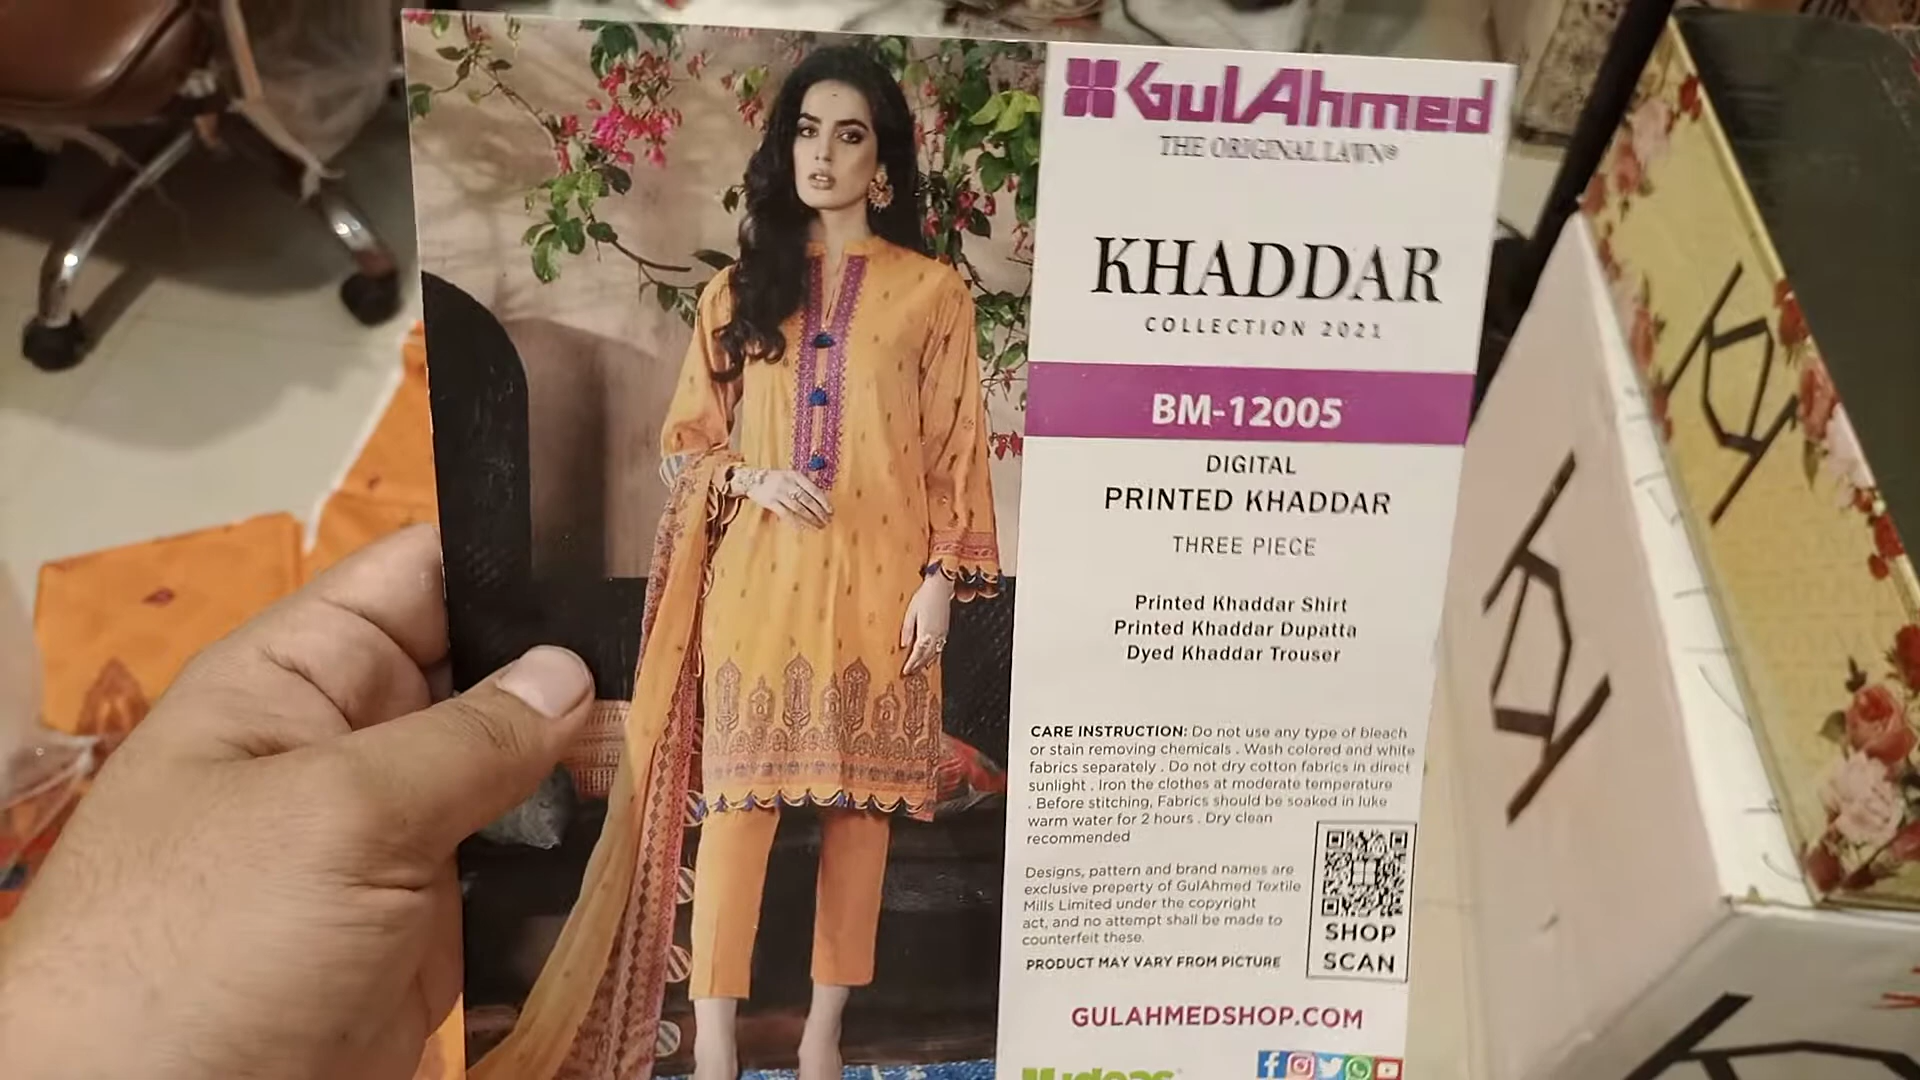 GulAhmed
THE ORIGINAL LAWN®
KHADDAR
COLLECTION 2021
BM-12005
DIGITAL
PRINTED KHADDAR
THREE PIECE
Printed Khaddar Shirt
Printed Khaddar Dupatta
Dyed Khaddar Trouser
CARE INSTRUCTION: Do not use any type of bleach
or stain removing chemicals . Wash colored and white
fabrics separately . Do not dry cotton fabrics in direct
sunlight . Iron the clothes at moderate temperature
. Before stitching, Fabrics should be soaked in luke
warm water for 2 hours . Dry clean
recommended
Designs, pattern and brand names are
exclusive property of GulAhmed Textile
Mills Limited under the copyright
act, and no attempt shall be made to
counterfeit these.
PRODUCT MAY VARY FROM PICTURE
SHOP
SCAN
GULAHMEDSHOP.COM